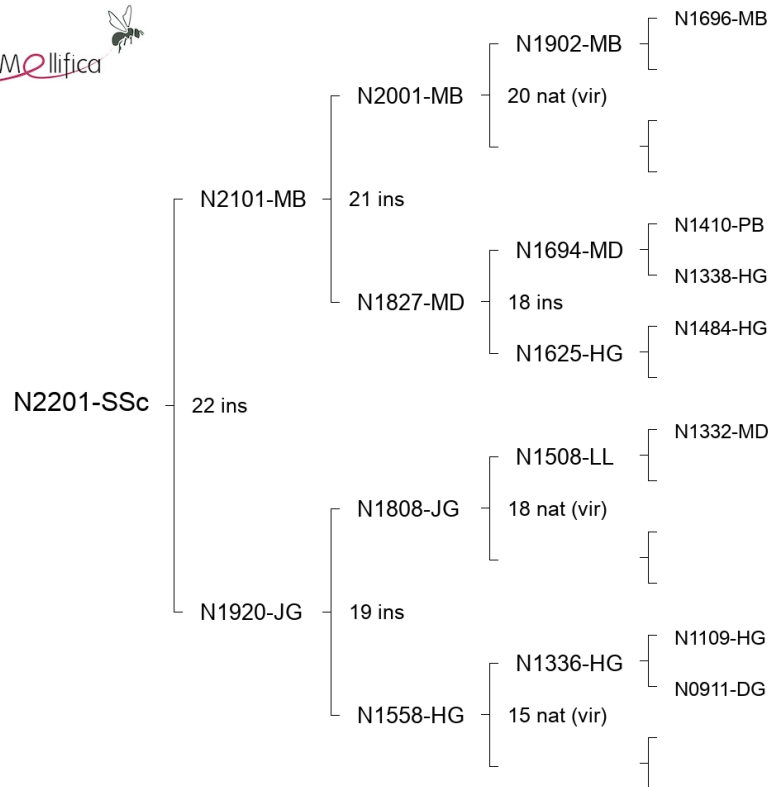 N1696-MB
N1902-MB
Mellifica
N2001-MB
20 nat (vir)
N2101-MB
21 ins
N1410-PB
N1694-MD
N1338-HG
N1827-MD
18 ins
N1484-HG
N1625-HG
N2201-SSc
22 ins
N1332-MD
N1508-LL
N1808-JG
18 nat (vir)
N1920-JG
19 ins
N1109-HG
N1336-HG
N0911-DG
N1558-HG
15 nat (vir)